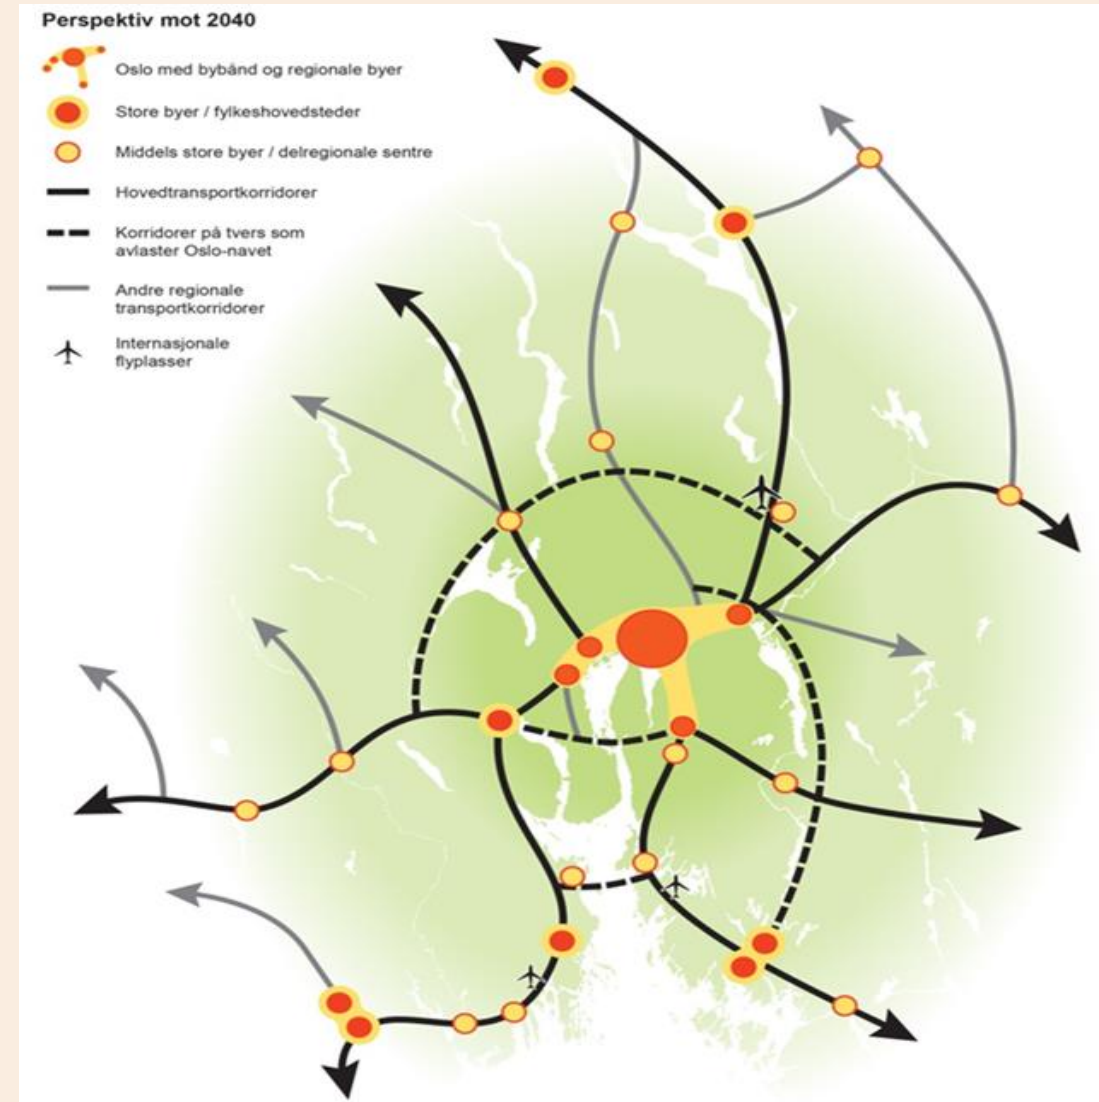 Perspektiv mot 2040
Oslo med bybånd og regionale byer
Store byer / fylkeshovedsteder
Middels store byer / delregionale sentre
Hovedtransportkorridorer
Korridorer på tvers som
avlaster Oslo-navet
Andre regionale
transportkorridorer
Internasjonale
flyplasser